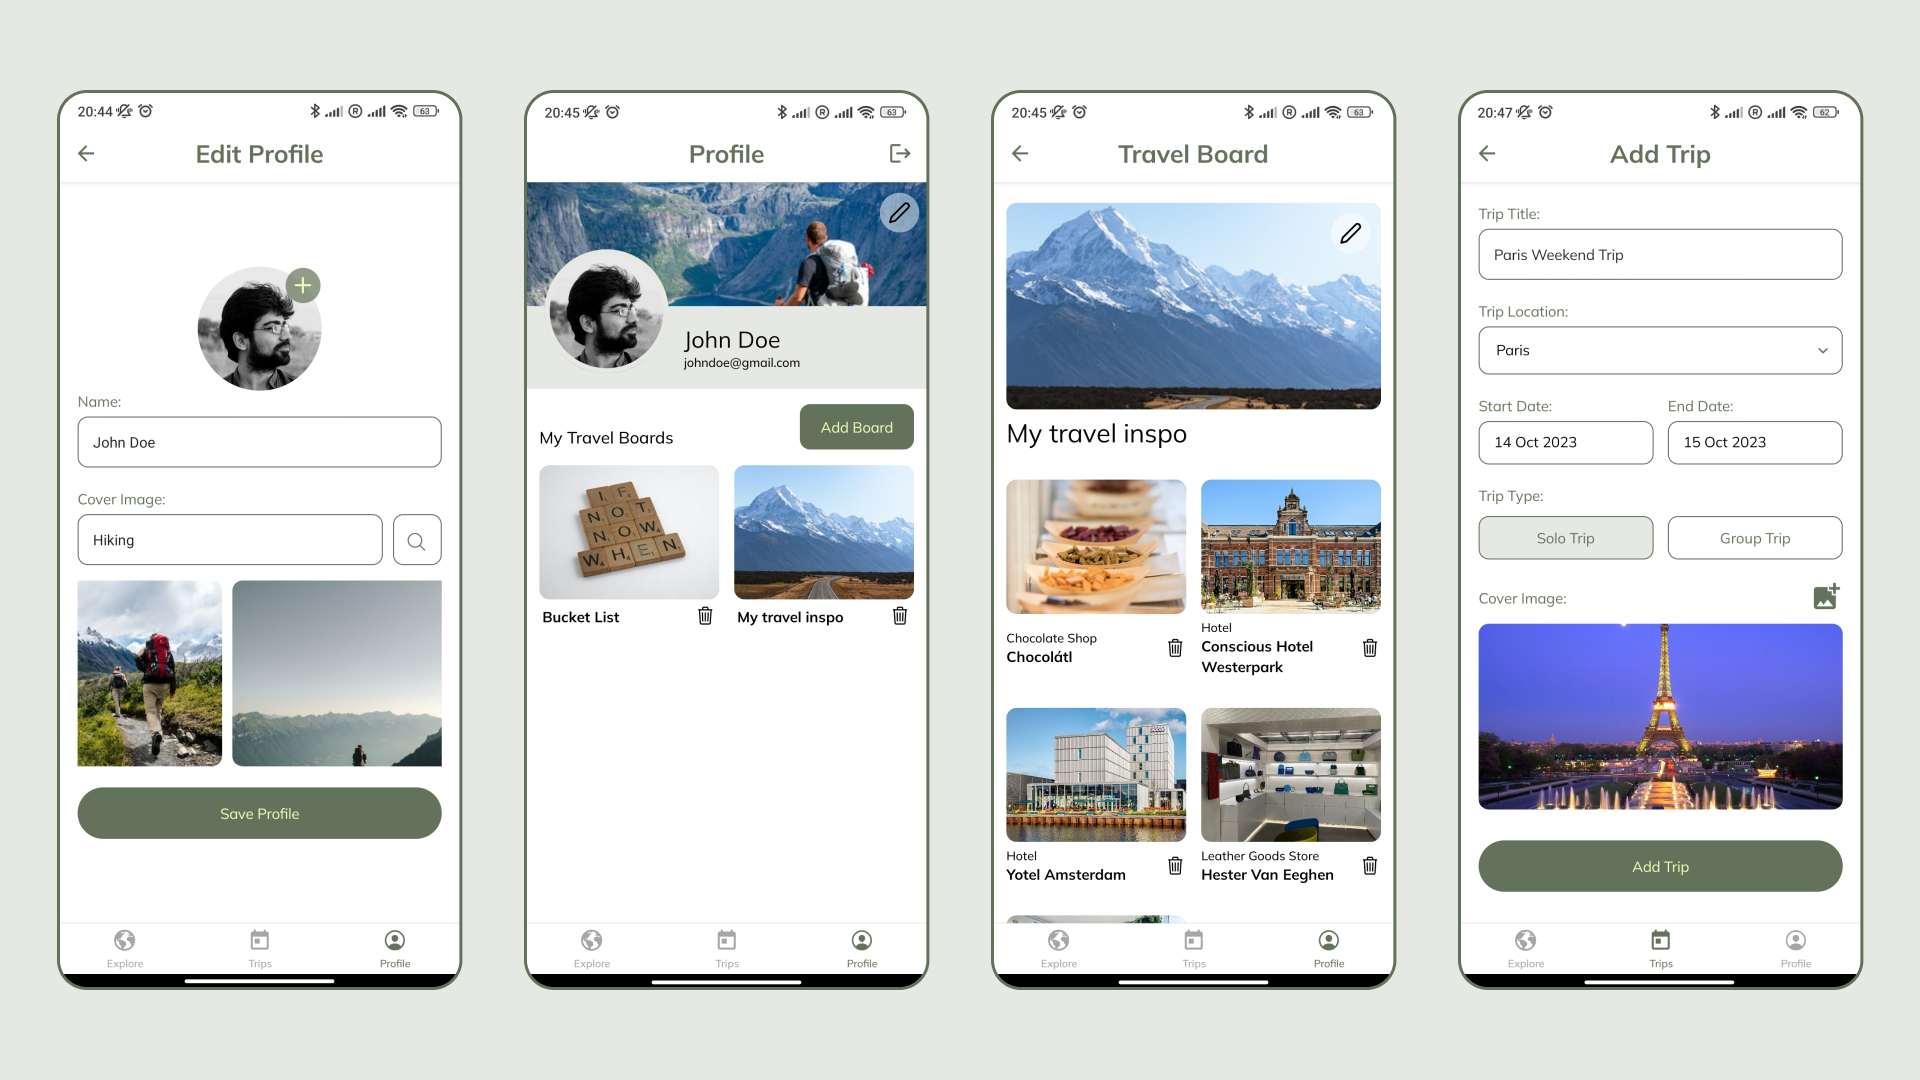 20:44
63
Edit Profile
Name:
John Doe
Cover Image:
Hiking
Save Profile
Explore
Trips
Profile
20:45
63
Profile
John Doe
johndoe@gmail.com
My Travel Boards
Add Board
I F
N O T
N O W
W H E N
Bucket List
My travel inspo
Explore
Trips
Profile
20:45
63
Travel Board
My travel inspo
Chocolate Shop
Chocolátl
Hotel
Conscious Hotel
Westerpark
Hotel
Yotel Amsterdam
Leather Goods Store
Hester Van Eeghen
Explore
Trips
Profile
20:47
62
Add Trip
Trip Title:
Paris Weekend Trip
Trip Location:
Paris
Start Date:
End Date:
14 Oct 2023
15 Oct 2023
Trip Type:
Solo Trip
Group Trip
Cover Image:
Add Trip
Explore
Trips
Profile